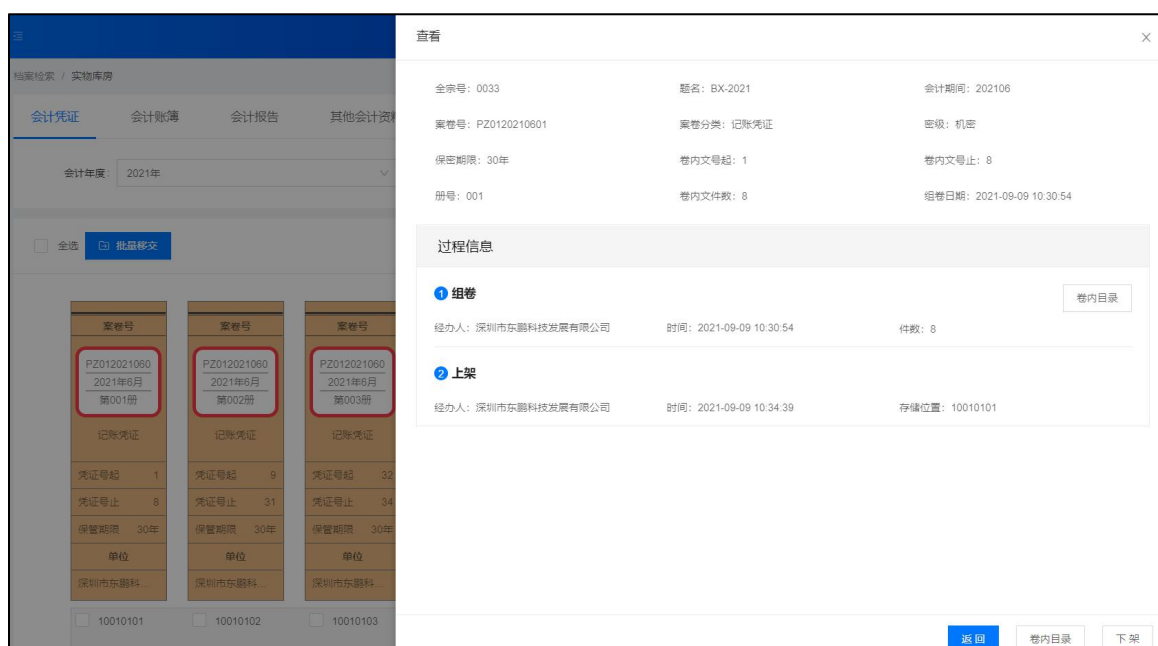 查看
档案检索 / 实物库房
会计凭证 会计账簿 会计报告 其他会计资料
会计年度: 2021年
全选 批量移交
案卷号 案卷号 案卷号
PZ012021060 PZ012021060 PZ012021060
2021年6月 2021年6月 2021年6月
第001册 第002册 第003册
记账凭证 记账凭证 记账凭证
凭证号起 1 凭证号起 9 凭证号起 32
凭证号止 8 凭证号止 31 凭证号止 34
保管期限 30年 保管期限 30年 保管期限 30年
单位 单位 单位
深圳市东鹏科... 深圳市东鹏科... 深圳市东鹏科...
10010101 10010102 10010103
全宗号: 0033 题名: BX-2021 会计期间: 202106
案卷号: PZ0120210601 案卷分类: 记账凭证 密级: 机密
保密期限: 30年 卷内文号起: 1 卷内文号止: 8
册号: 001 卷内文件数: 8 组卷日期: 2021-09-09 10:30:54
过程信息
1 组卷
卷内目录
经办人: 深圳市东鹏科技发展有限公司 时间: 2021-09-09 10:30:54 件数: 8
2 上架
经办人: 深圳市东鹏科技发展有限公司 时间: 2021-09-09 10:34:39 存储位置: 10010101
返回 卷内目录 下架